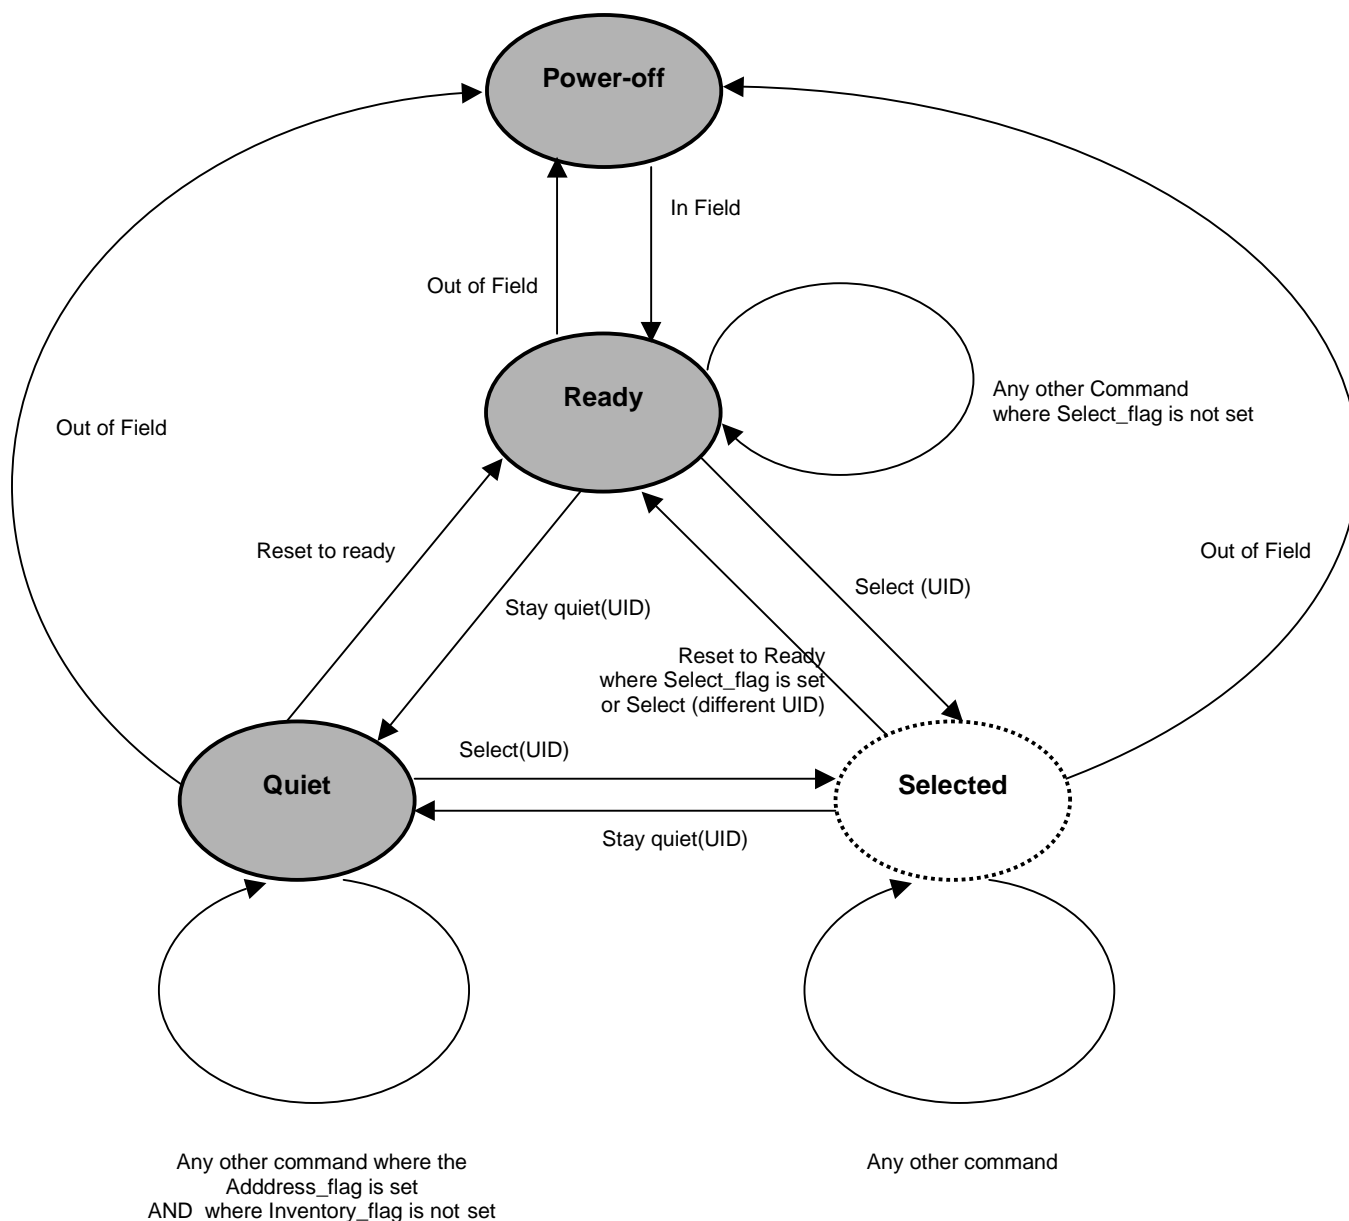 Power-off
In Field
Out of Field
Ready
Any other Command
where Select_flag is not set
Out of Field
Reset to ready
Out of Field
Select (UID)
Stay quiet(UID)
Reset to Ready
where Select_flag is set
or Select (different UID)
Select(UID)
Quiet
Selected
Stay quiet(UID)
Any other command where the
Adddress_flag is set
AND where Inventory_flag is not set
Any other command